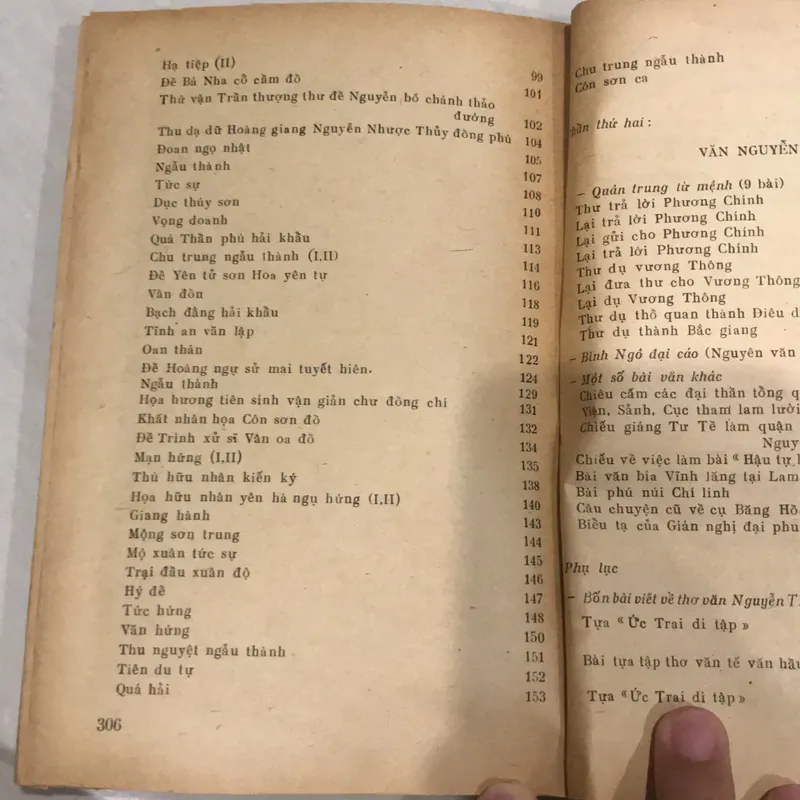 Hạ tiệp (II) 99
Đề Bá Nha cổ cầm đồ 101
Thứ vận Trần thượng thư đề Nguyễn bố chánh thảo
đường 102
Thu dạ dữ Hoàng giang Nguyễn Nhược Thủy đồng phú 104
Đoan ngọ nhật 105
Ngẫu thành 107
Tức sự 108
Dục thúy sơn 110
Vọng doanh 111
Quá Thần phù hải khẩu 113
Chu trung ngẫu thành (I,II) 114
Đề Yên tử sơn Hoa yên tự 116
Vân đồn 118
Bạch đằng hải khẩu 119
Tĩnh an vãn lập 121
Oan thán 122
Đề Hoàng ngự sử mai tuyết hiên. 124
Ngẫu thành 129
Họa hương tiên sinh vận giản chư đồng chí 131
Khất nhân họa Côn sơn đồ 132
Đề Trình xử sĩ Vân oa đồ 134
Mạn hứng (I,II) 135
Thù hữu nhân kiến ký 138
Họa hữu nhân yên hà ngụ hứng (I,II) 140
Giang hành 143
Mộng sơn trung 144
Mộ xuân tức sự 145
Trại đầu xuân độ 146
Hý đề 147
Tức hứng 148
Vãn hứng 150
Thu nguyệt ngẫu thành 151
Tiên du tự 152
Quá hải 153
306
Chu trung ngẫu thành
Côn sơn ca
thứ hai :
VĂN NGUYỄN
– Quân trung từ mệnh (9 bài)
Thư trả lời Phương Chính
Lại trả lời Phương Chính
Lại gửi cho Phương Chính
Lại trả lời Phương Chính
Thư dụ vương Thông
Lại đưa thư cho Vương Thông
Lại dụ Vương Thông
Thư dụ thổ quan thành Điêu d
Thư dụ thành Bắc giang
– Bình Ngô đại cáo (Nguyên văn
– Một số bài văn khác
Chiếu cấm các đại thần tổng q
Viện, Sảnh, Cục tham lam lười
Chiếu giáng Tư Tề làm quận
Nguy
Chiếu về việc làm bài « Hậu tự h
Bài văn bia Vĩnh lăng tại Lam
Bài phú núi Chí linh
Câu chuyện cũ về cụ Băng Hồ
Biểu tạ của Gián nghị đại phu
Phụ lục
– Bốn bài viết về thơ văn Nguyễn T
Tựa « Ức Trai di tập »
Bài tựa tập thơ văn tế văn hầu
Tựa « Ức Trai di tập »